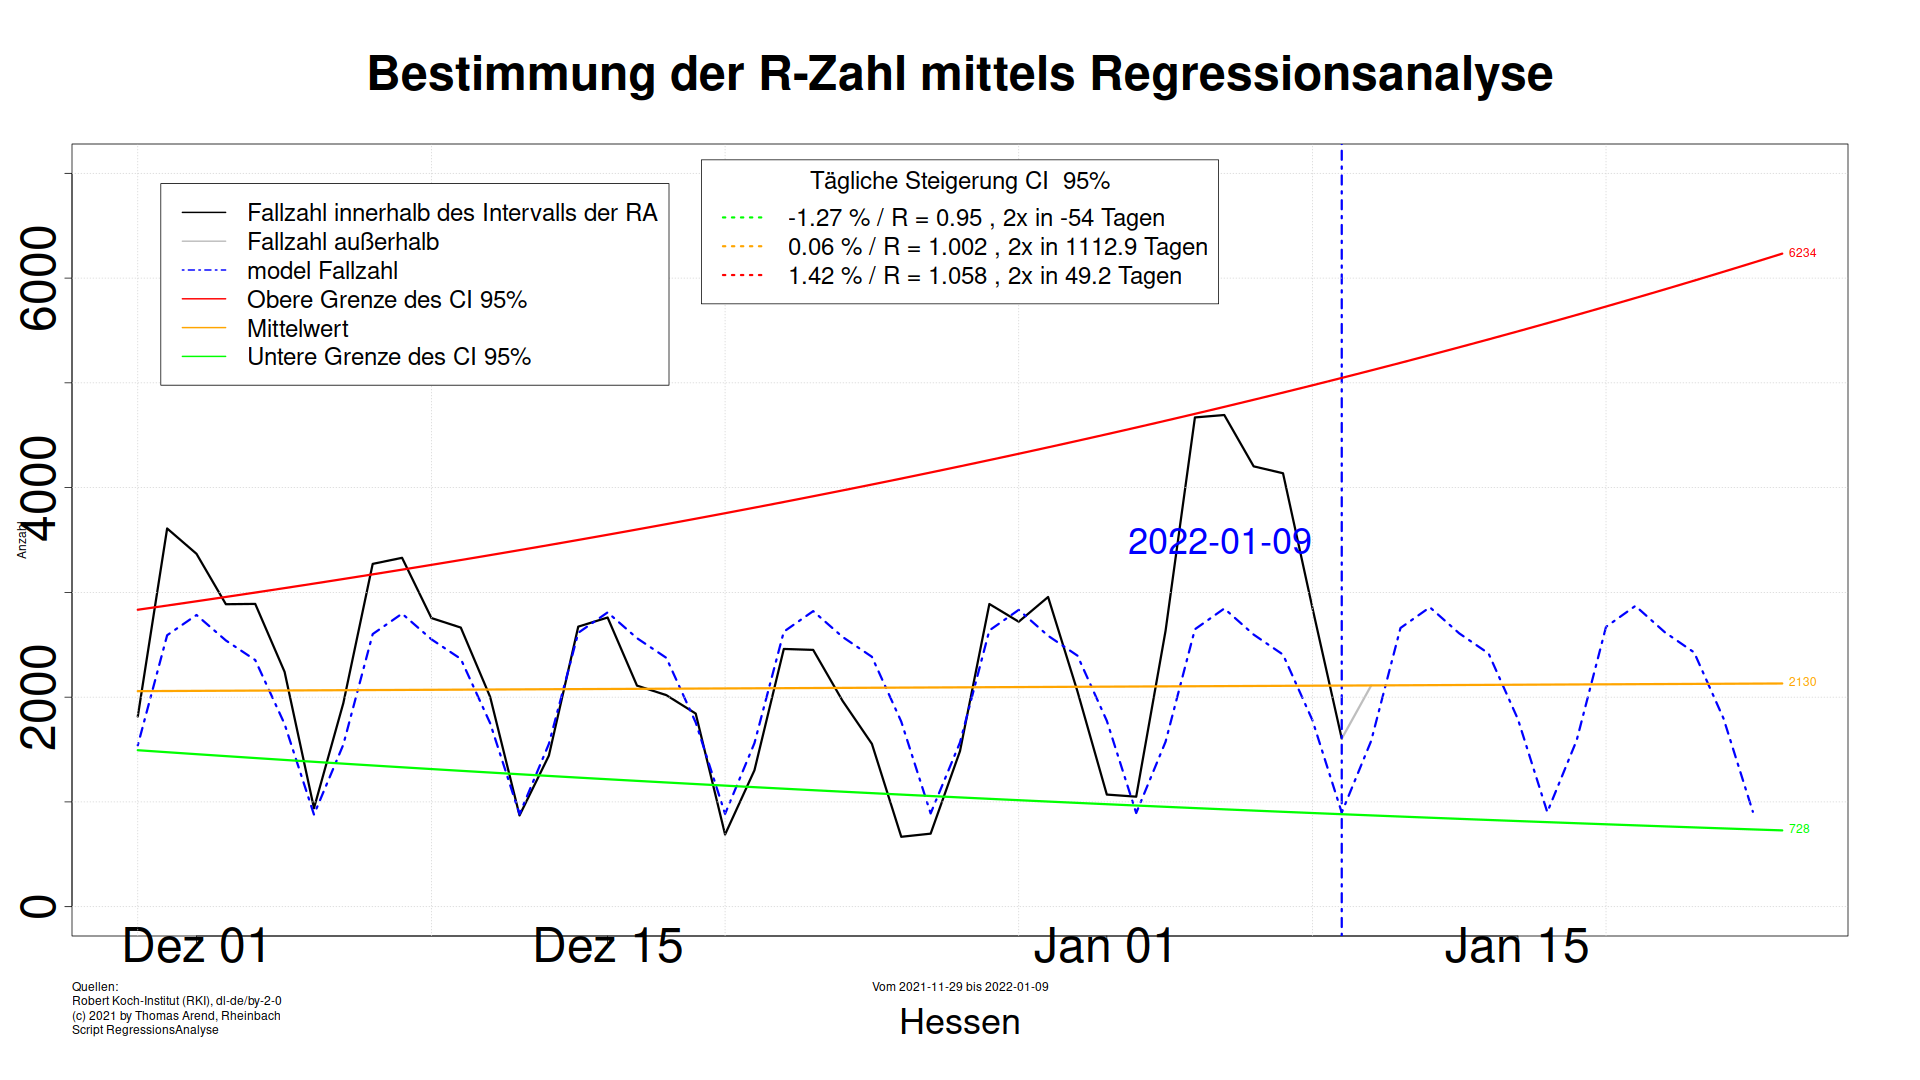 Bestimmung der R-Zahl mittels Regressionsanalyse
Fallzahl innerhalb des Intervalls der RA
Fallzahl außerhalb
model Fallzahl
Obere Grenze des CI 95%
Mittelwert
Untere Grenze des CI 95%
Tägliche Steigerung CI  95%
-1.27 % / R = 0.95 , 2x in -54 Tagen
0.06 % / R = 1.002 , 2x in 1112.9 Tagen
1.42 % / R = 1.058 , 2x in 49.2 Tagen
6000
4000
2000
0
Anzahl
6234
2130
728
2022-01-09
Dez 01
Dez 15
Jan 01
Jan 15
Quellen:
Robert Koch-Institut (RKI), dl-de/by-2-0
(c) 2021 by Thomas Arend, Rheinbach
Script RegressionsAnalyse
Vom 2021-11-29 bis 2022-01-09
Hessen